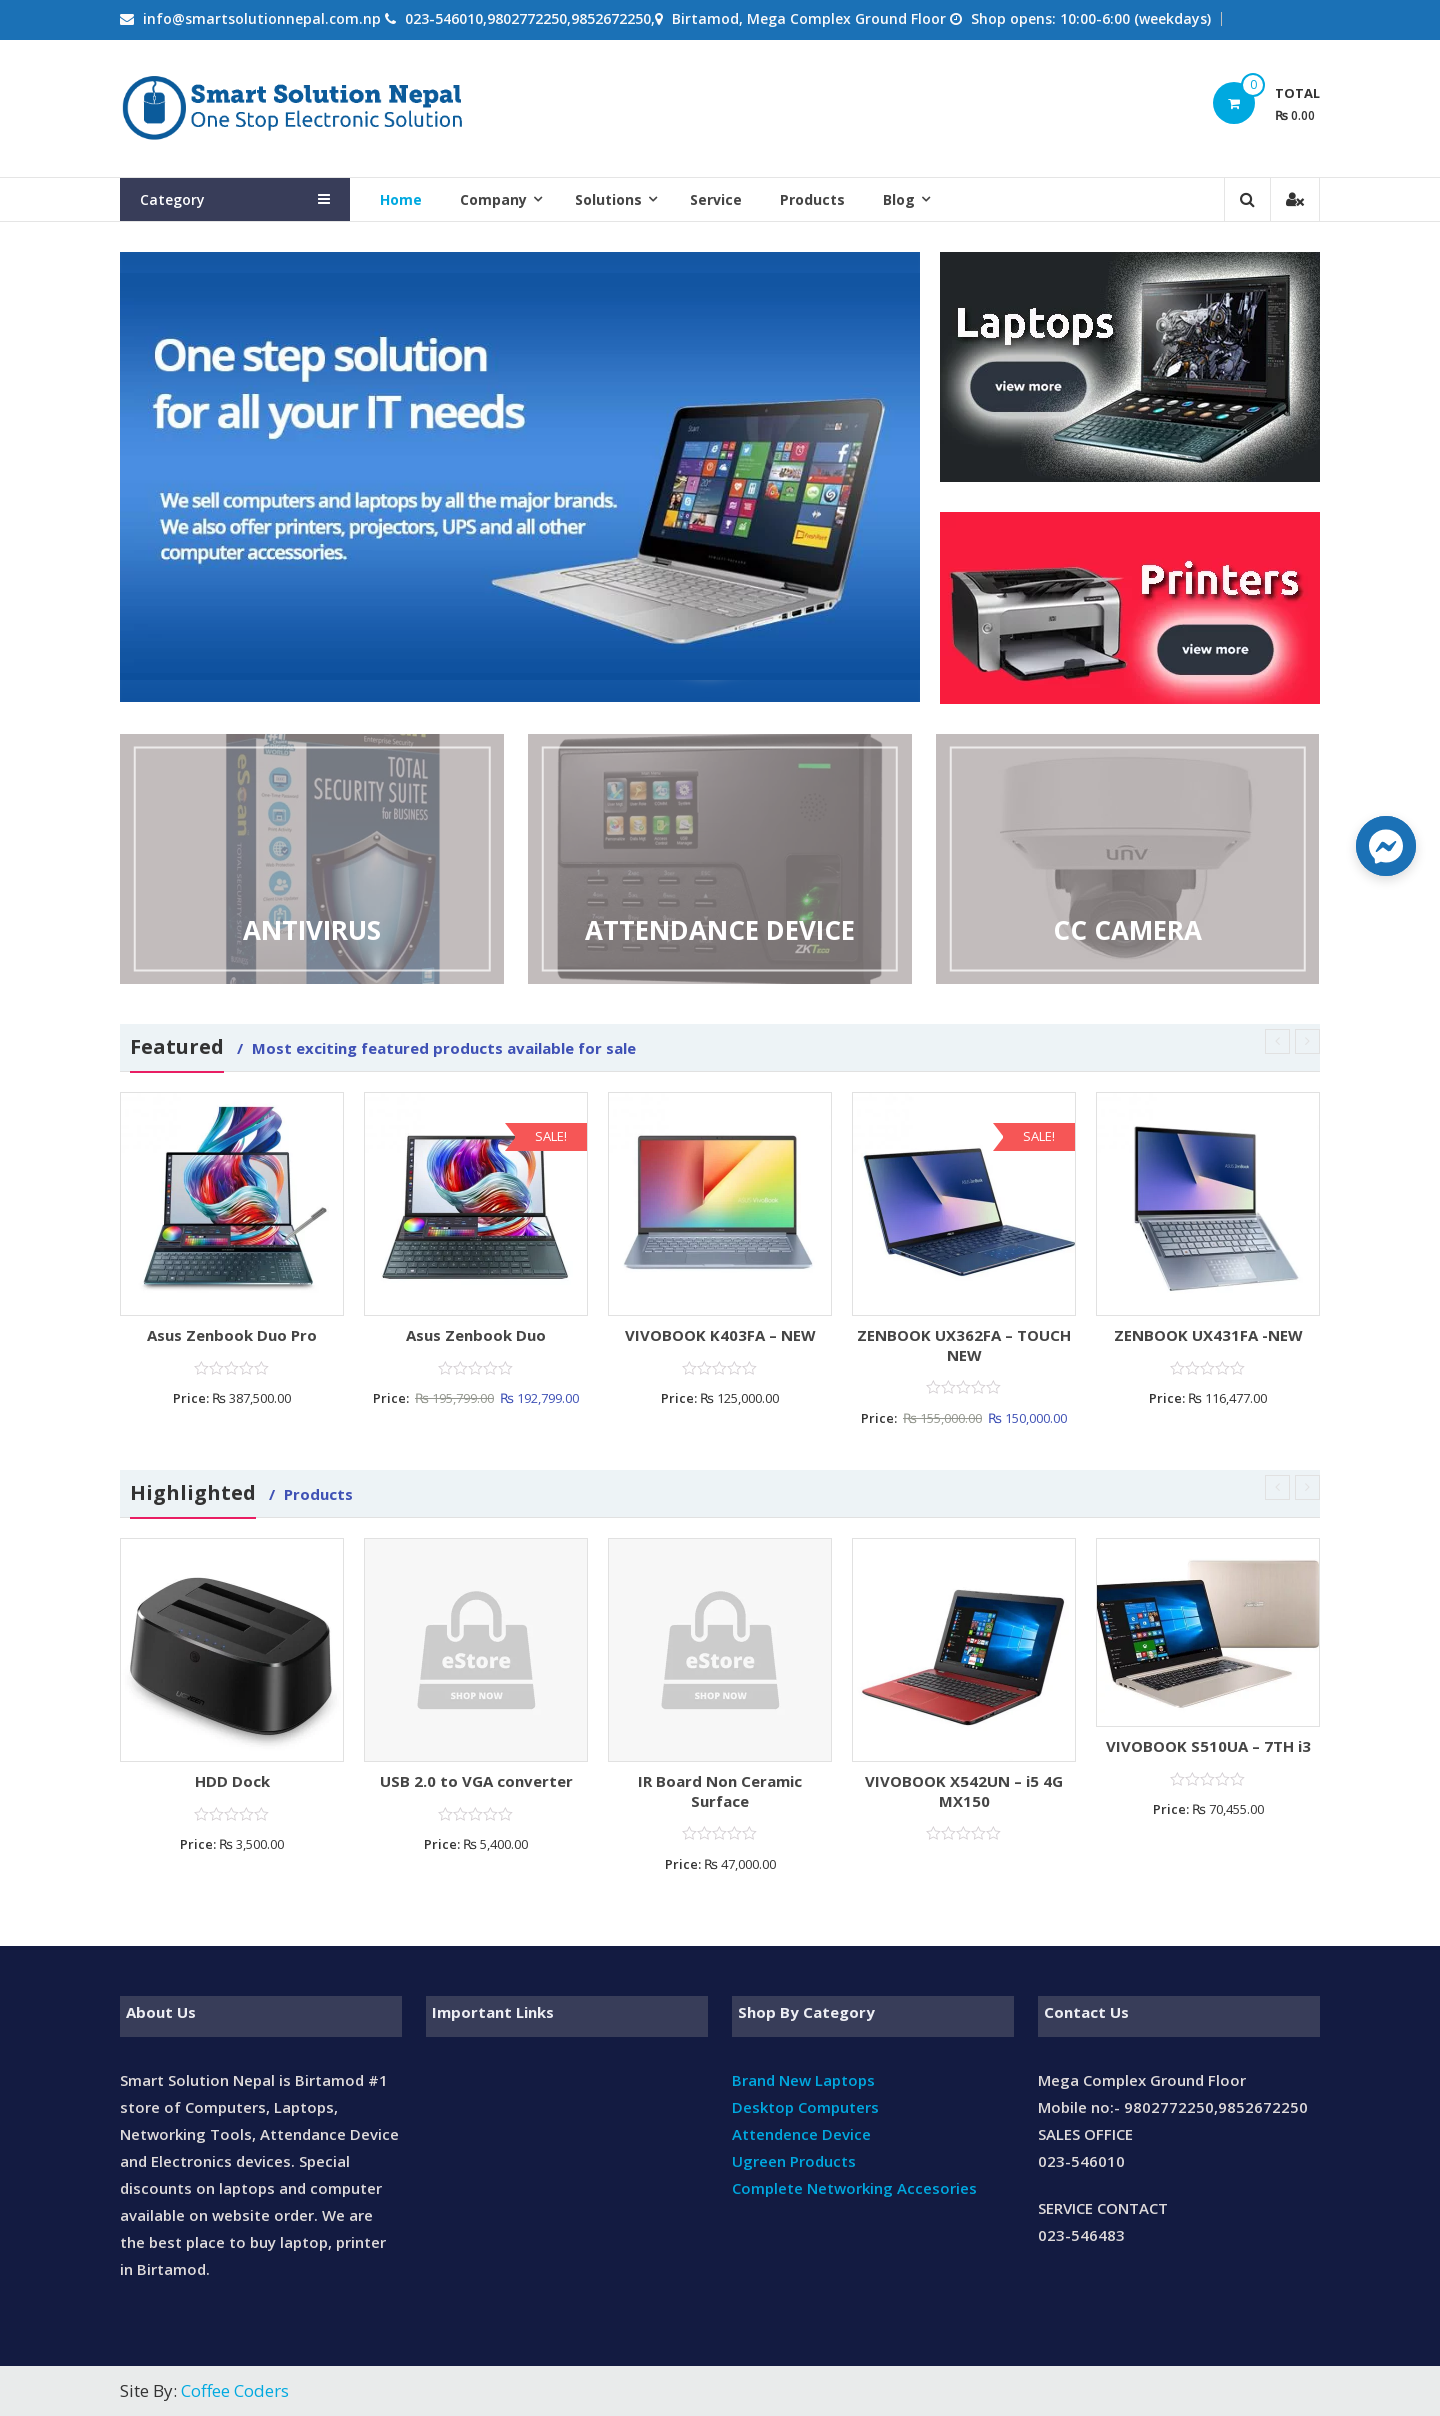 info@smartsolutionnepal.com.np 023-546010,9802772250,9852672250, Birtamod, Mega Complex Ground Floor Shop opens: 10:00-6:00 (weekdays)
Smart Solution Nepal
One Stop Electronic Solution
0
TOTAL
₨ 0.00
Category
Home
Company
Solutions
Service
Products
Blog
One step solution
for all your IT needs
We sell computers and laptops by all the major brands.
We also offer printers, projectors, UPS and all other
computer accessories.
Laptops
view more
Printers
view more
eScan
TOTAL
SECURITY SUITE
for BUSINESS
ANTIVIRUS
ATTENDANCE DEVICE
ZKTeco
unv
CC CAMERA
Featured / Most exciting featured products available for sale
SALE!
SALE!
Asus Zenbook Duo Pro
Price: ₨ 387,500.00
Asus Zenbook Duo
Price: ₨ 195,799.00 ₨ 192,799.00
VIVOBOOK K403FA – NEW
Price: ₨ 125,000.00
ZENBOOK UX362FA – TOUCH
NEW
Price: ₨ 155,000.00 ₨ 150,000.00
ZENBOOK UX431FA -NEW
Price: ₨ 116,477.00
Highlighted / Products
UGREEN
HDD Dock
Price: ₨ 3,500.00
eStore
SHOP NOW
USB 2.0 to VGA converter
Price: ₨ 5,400.00
eStore
SHOP NOW
IR Board Non Ceramic
Surface
Price: ₨ 47,000.00
VIVOBOOK X542UN – i5 4G
MX150
VIVOBOOK S510UA – 7TH i3
Price: ₨ 70,455.00
About Us
Smart Solution Nepal is Birtamod #1
store of Computers, Laptops,
Networking Tools, Attendance Device
and Electronics devices. Special
discounts on laptops and computer
available on website order. We are
the best place to buy laptop, printer
in Birtamod.
Important Links
Shop By Category
Brand New Laptops
Desktop Computers
Attendence Device
Ugreen Products
Complete Networking Accesories
Contact Us
Mega Complex Ground Floor
Mobile no:- 9802772250,9852672250
SALES OFFICE
023-546010
SERVICE CONTACT
023-546483
Site By: Coffee Coders